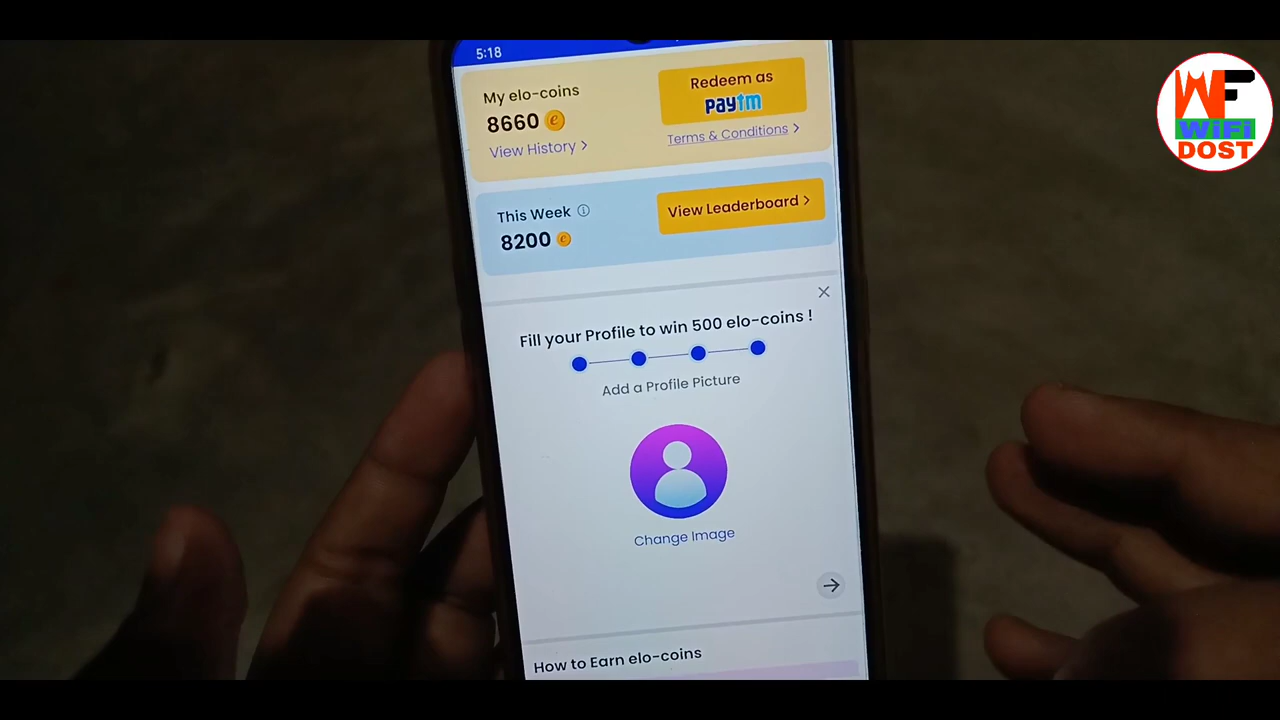 5:18
My elo-coins
8660
View History >
Redeem as
paytm
Terms & Conditions >
This Week
8200
View Leaderboard >
Fill your Profile to win 500 elo-coins !
Add a Profile Picture
Change Image
How to Earn elo-coins
WF
WiFi
DOST